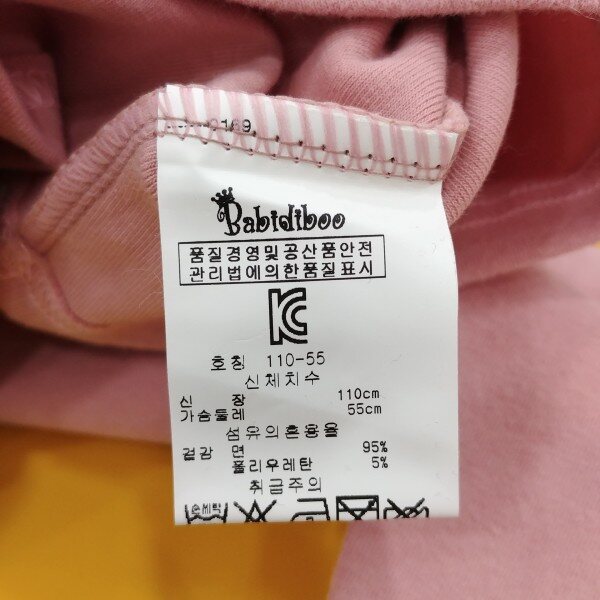 Babidiboo
품질경영및공산품안전
관리법에의한품질표시
호칭 110-55
신체치수
신 장 110cm
가슴둘레 55cm
섬유의혼용율
겉감 면 95%
폴리우레탄 5%
취급주의
손세탁